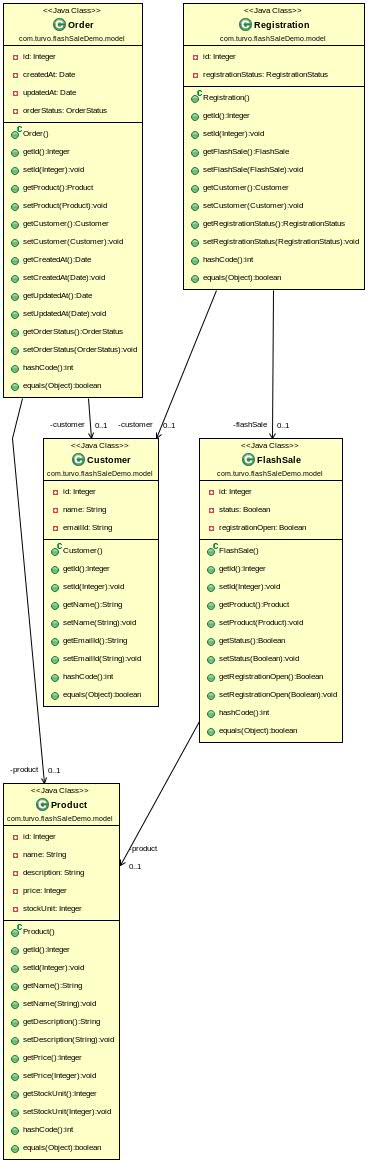 <<Java Class>>
Order
com.turvo.flashSaleDemo.model
id: Integer
createdAt: Date
updatedAt: Date
orderStatus: OrderStatus
Order()
getId():Integer
setId(Integer):void
getProduct():Product
setProduct(Product):void
getCustomer():Customer
setCustomer(Customer):void
getCreatedAt():Date
setCreatedAt(Date):void
getUpdatedAt():Date
setUpdatedAt(Date):void
getOrderStatus():OrderStatus
setOrderStatus(OrderStatus):void
hashCode():int
equals(Object):boolean
<<Java Class>>
Registration
com.turvo.flashSaleDemo.model
id: Integer
registrationStatus: RegistrationStatus
Registration()
getId():Integer
setId(Integer):void
getFlashSale():FlashSale
setFlashSale(FlashSale):void
getCustomer():Customer
setCustomer(Customer):void
getRegistrationStatus():RegistrationStatus
setRegistrationStatus(RegistrationStatus):void
hashCode():int
equals(Object):boolean
-customer 0..1
-customer 0..1
-flashSale 0..1
<<Java Class>>
Customer
com.turvo.flashSaleDemo.model
id: Integer
name: String
emailId: String
Customer()
getId():Integer
setId(Integer):void
getName():String
setName(String):void
getEmailId():String
setEmailId(String):void
hashCode():int
equals(Object):boolean
<<Java Class>>
FlashSale
com.turvo.flashSaleDemo.model
id: Integer
status: Boolean
registrationOpen: Boolean
FlashSale()
getId():Integer
setId(Integer):void
getProduct():Product
setProduct(Product):void
getStatus():Boolean
setStatus(Boolean):void
getRegistrationOpen():Boolean
setRegistrationOpen(Boolean):void
hashCode():int
equals(Object):boolean
-product 0..1
-product
0..1
<<Java Class>>
Product
com.turvo.flashSaleDemo.model
id: Integer
name: String
description: String
price: Integer
stockUnit: Integer
Product()
getId():Integer
setId(Integer):void
getName():String
setName(String):void
getDescription():String
setDescription(String):void
getPrice():Integer
setPrice(Integer):void
getStockUnit():Integer
setStockUnit(Integer):void
hashCode():int
equals(Object):boolean